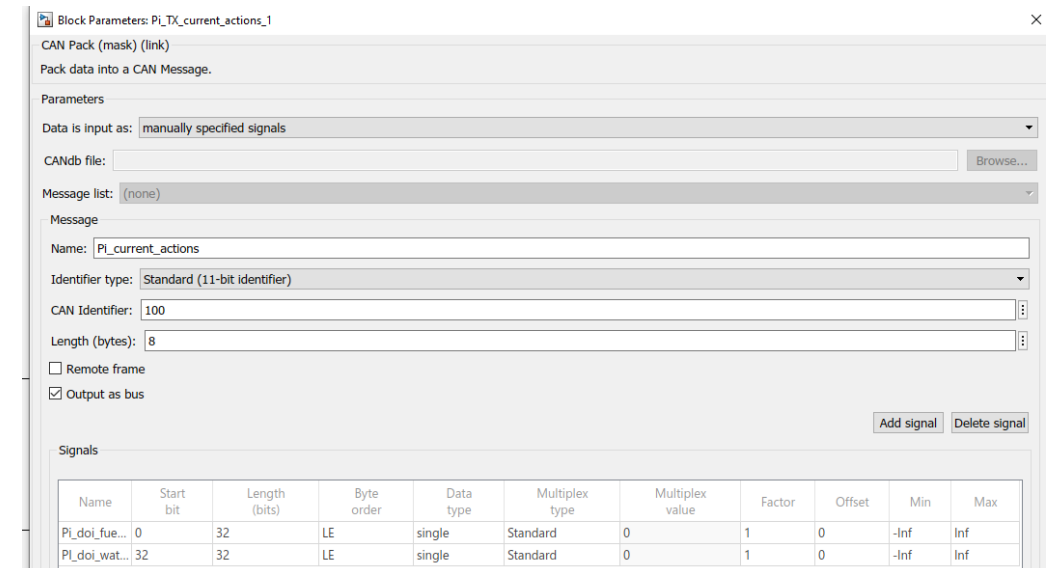 Block Parameters: Pi_TX_current_actions_1
CAN Pack (mask) (link)
Pack data into a CAN Message.
Parameters
Data is input as: manually specified signals
CANdb file: Browse...
Message list: (none)
Message
Name: Pi_current_actions
Identifier type: Standard (11-bit identifier)
CAN Identifier: 100
Length (bytes): 8
Remote frame
Output as bus
Add signal Delete signal
Signals
Name Start bit Length (bits) Byte order Data type Multiplex type Multiplex value Factor Offset Min Max
Pi_doi_fue... 0 32 LE single Standard 0 1 0 -Inf Inf
PI_doi_wat... 32 32 LE single Standard 0 1 0 -Inf Inf